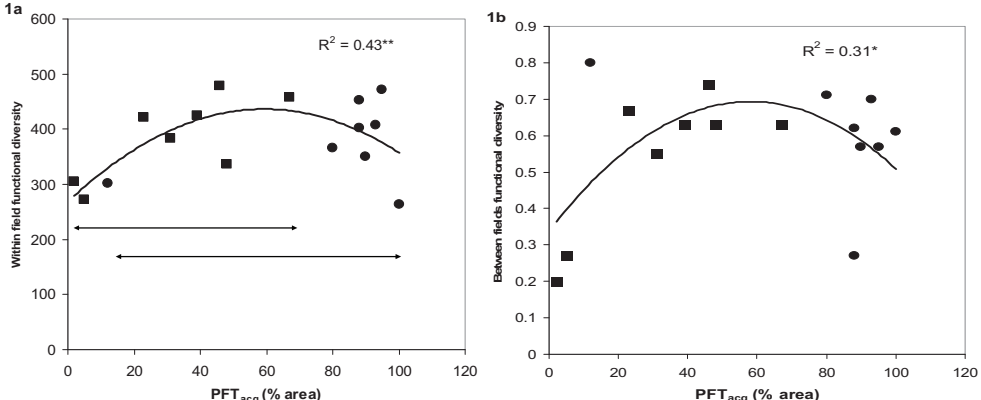 1a
600
500
400
300
200
100
0
0 20 40 60 80 100 120
Within field functional diversity
PFTacq (% area)
R² = 0.43**
1b
0.9
0.8
0.7
0.6
0.5
0.4
0.3
0.2
0.1
0
0 20 40 60 80 100 120
Between fields functional diversity
PFTacq (% area)
R² = 0.31*